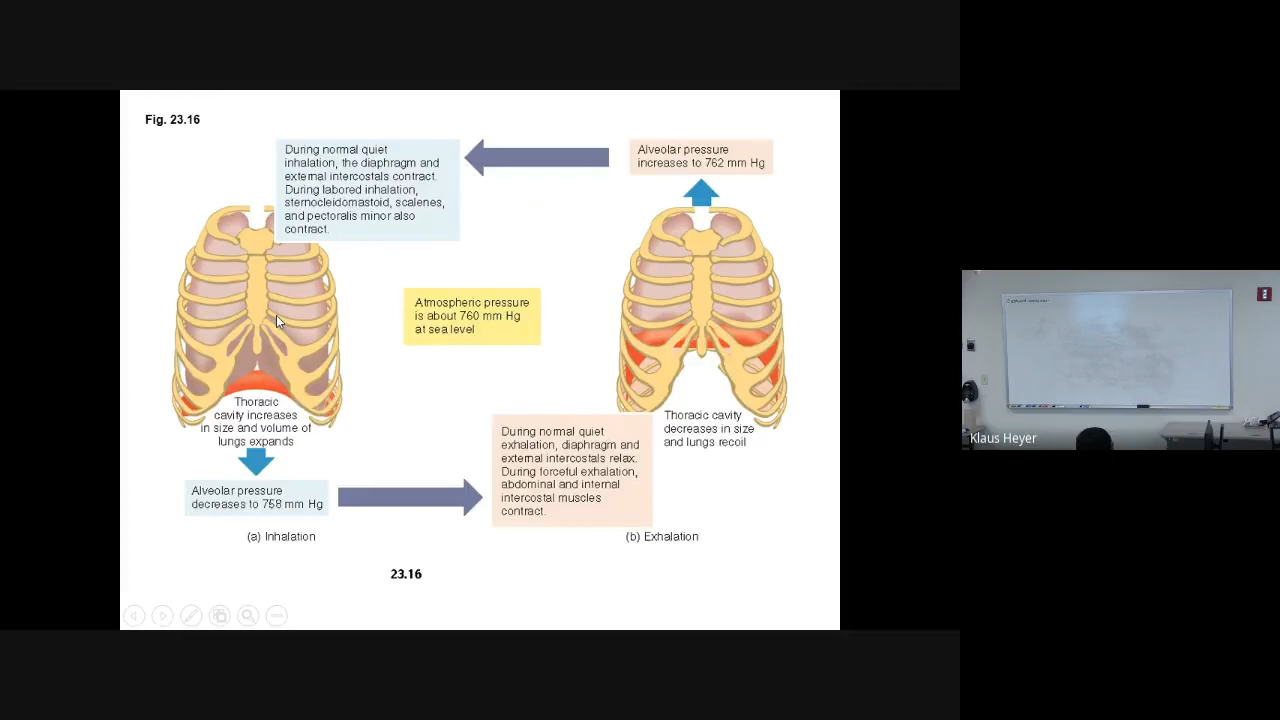 Fig. 23.16
During normal quiet
inhalation, the diaphragm and
external intercostals contract.
During labored inhalation,
sternocleidomastoid, scalenes,
and pectoralis minor also
contract.
Alveolar pressure
increases to 762 mm Hg
Atmospheric pressure
is about 760 mm Hg
at sea level
Thoracic
cavity increases
in size and volume of
lungs expands
Alveolar pressure
decreases to 758 mm Hg
(a) Inhalation
During normal quiet
exhalation, diaphragm and
external intercostals relax.
During forceful exhalation,
abdominal and internal
intercostal muscles
contract.
Thoracic cavity
decreases in size
and lungs recoil
(b) Exhalation
23.16
Klaus Heyer